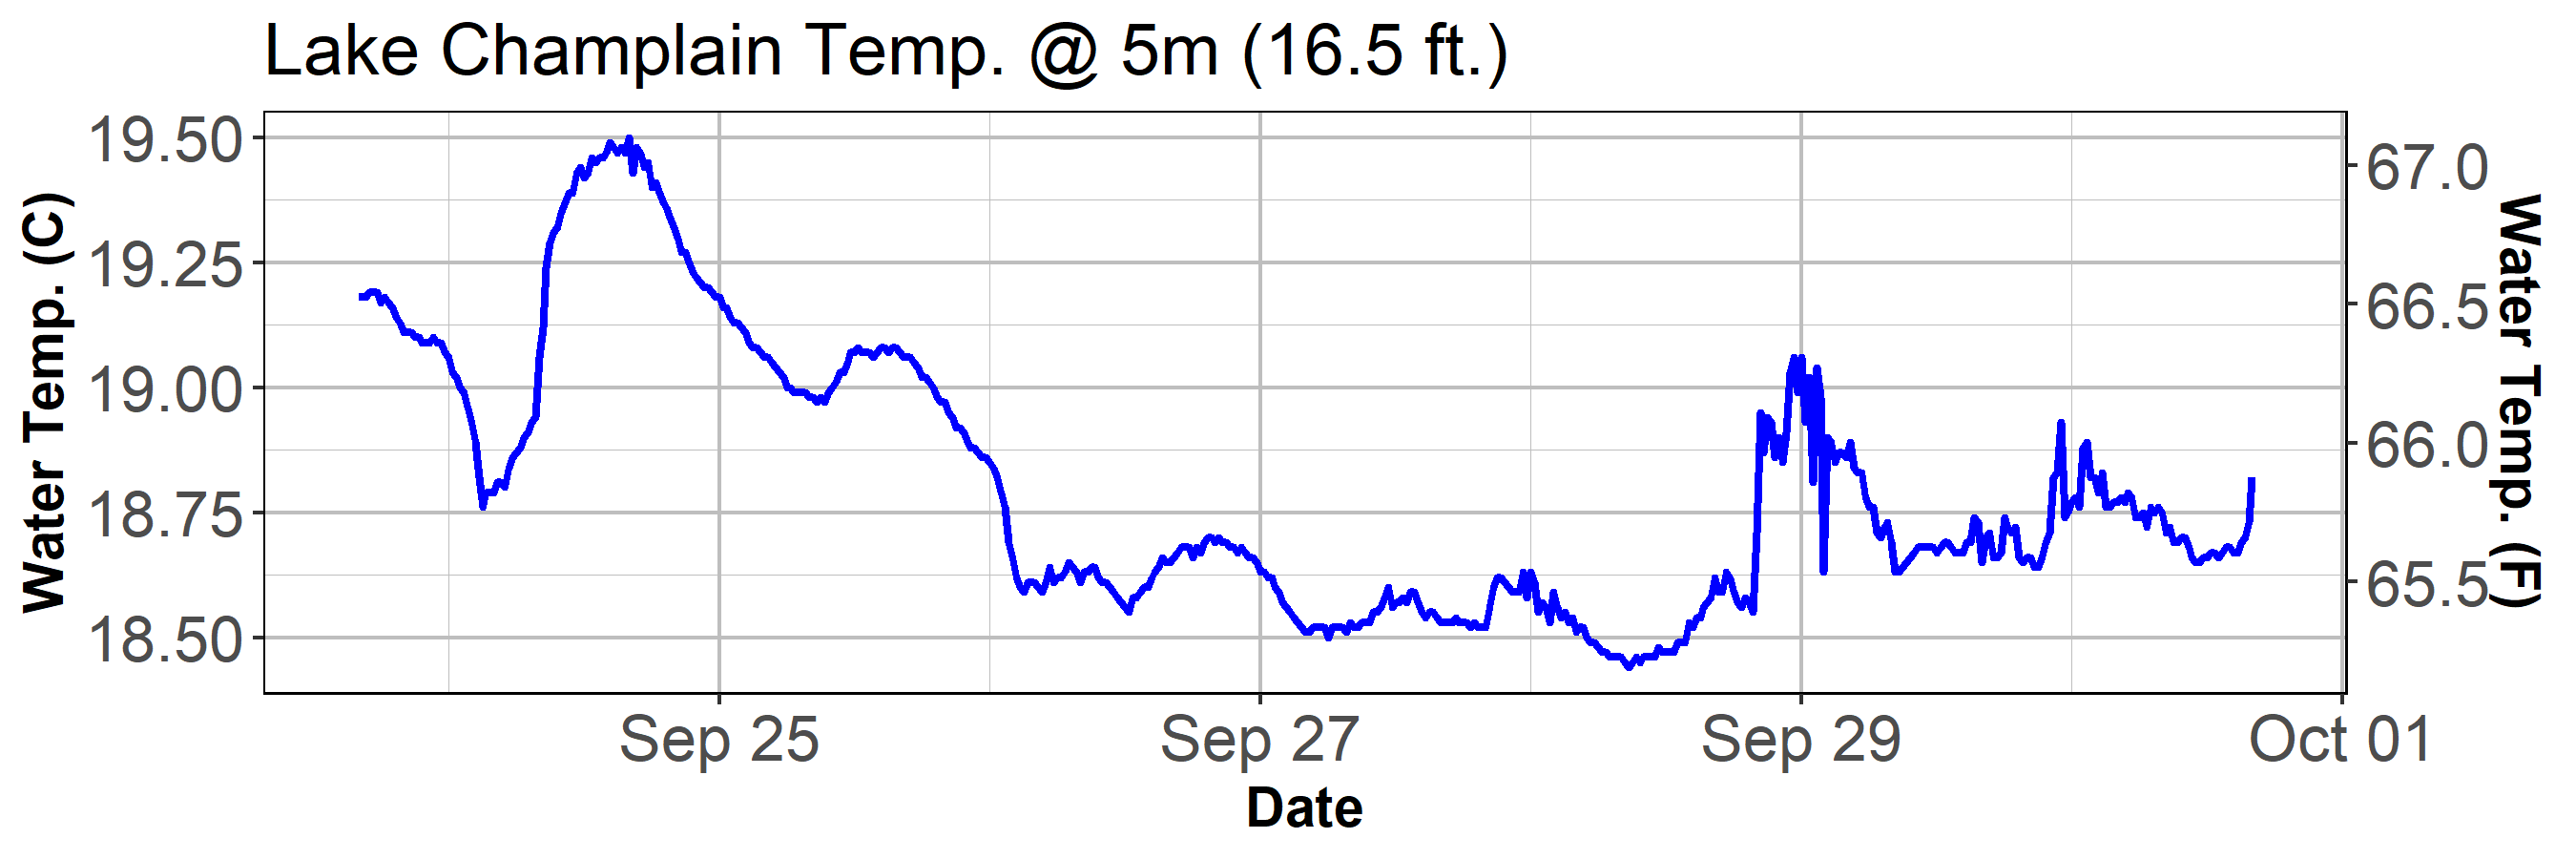 Lake Champlain Temp. @ 5m (16.5 ft.)
Water Temp. (C)
19.50
19.25
19.00
18.75
18.50
67.0
66.5
66.0
65.5
Water Temp. (F)
Sep 25
Sep 27
Sep 29
Oct 01
Date